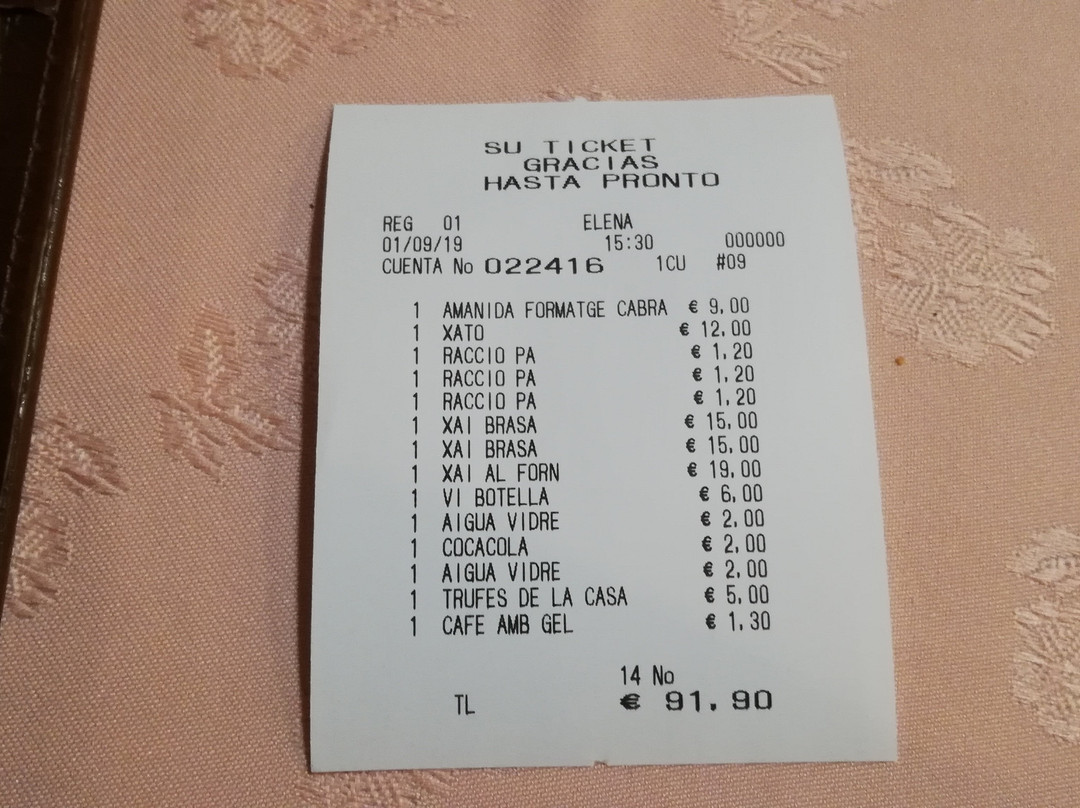 SU TICKET
GRACIAS
HASTA PRONTO
REG 01 ELENA
01/09/19 15:30 000000
CUENTA No 022416 1CU #09
1 AMANIDA FORMATGE CABRA € 9,00
1 XATO € 12,00
1 RACCIO PA € 1,20
1 RACCIO PA € 1,20
1 RACCIO PA € 1,20
1 XAI BRASA € 15,00
1 XAI BRASA € 15,00
1 XAI AL FORN € 19,00
1 VI BOTELLA € 6,00
1 AIGUA VIDRE € 2,00
1 COCACOLA € 2,00
1 AIGUA VIDRE € 2,00
1 TRUFES DE LA CASA € 5,00
1 CAFE AMB GEL € 1,30
14 No
TL € 91.90